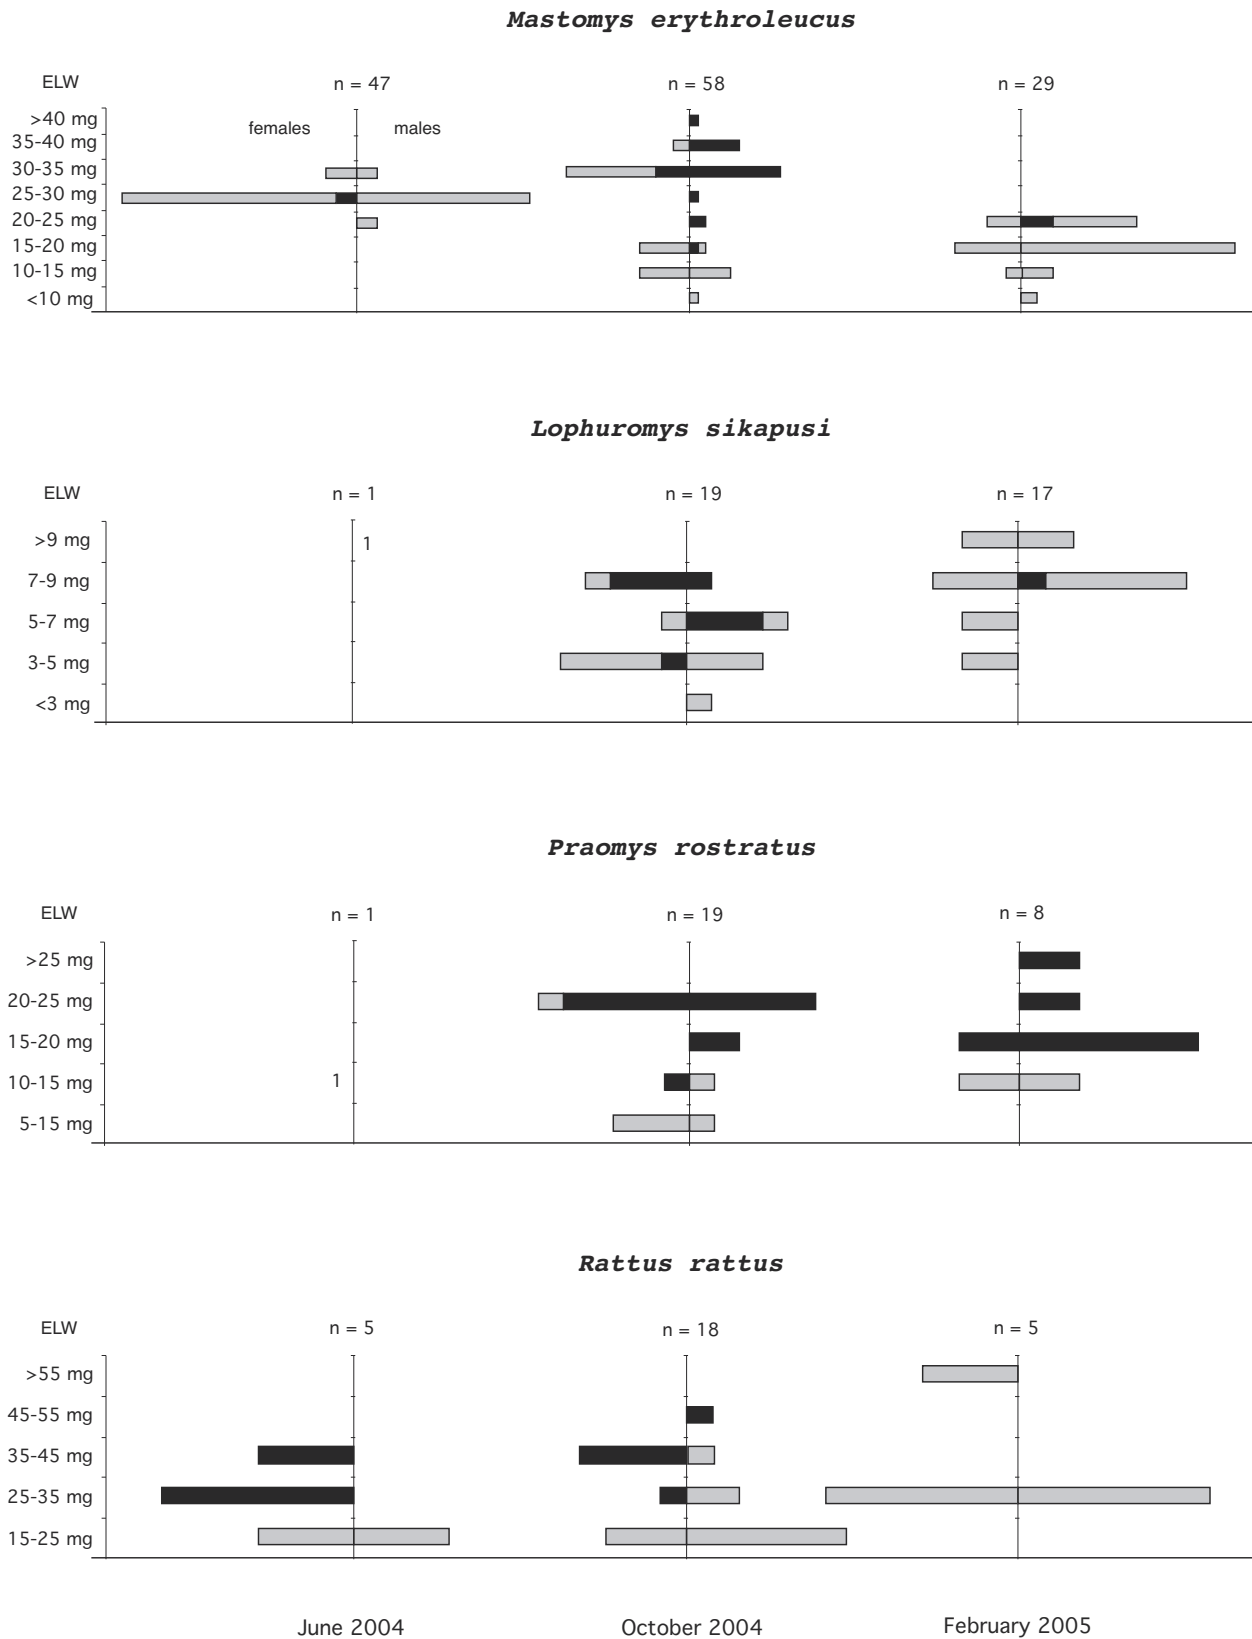 Mastomys erythroleucus
ELW n = 47 n = 58 n = 29
>40 mg
females males
35-40 mg
30-35 mg
25-30 mg
20-25 mg
15-20 mg
10-15 mg
<10 mg
Lophuromys sikapusi
ELW n = 1 n = 19 n = 17
>9 mg 1
7-9 mg
5-7 mg
3-5 mg
<3 mg
Praomys rostratus
ELW n = 1 n = 19 n = 8
>25 mg
20-25 mg
15-20 mg
10-15 mg 1
5-15 mg
Rattus rattus
ELW n = 5 n = 18 n = 5
>55 mg
45-55 mg
35-45 mg
25-35 mg
15-25 mg
June 2004 October 2004 February 2005